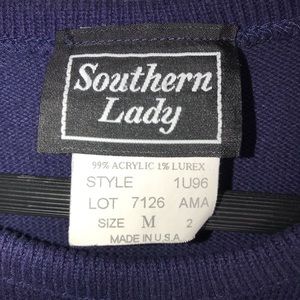 Southern
Lady
99% ACRYLIC 1% LUREX
STYLE 1U96
LOT 7126 AMA
SIZE M 2
MADE IN U.S.A.